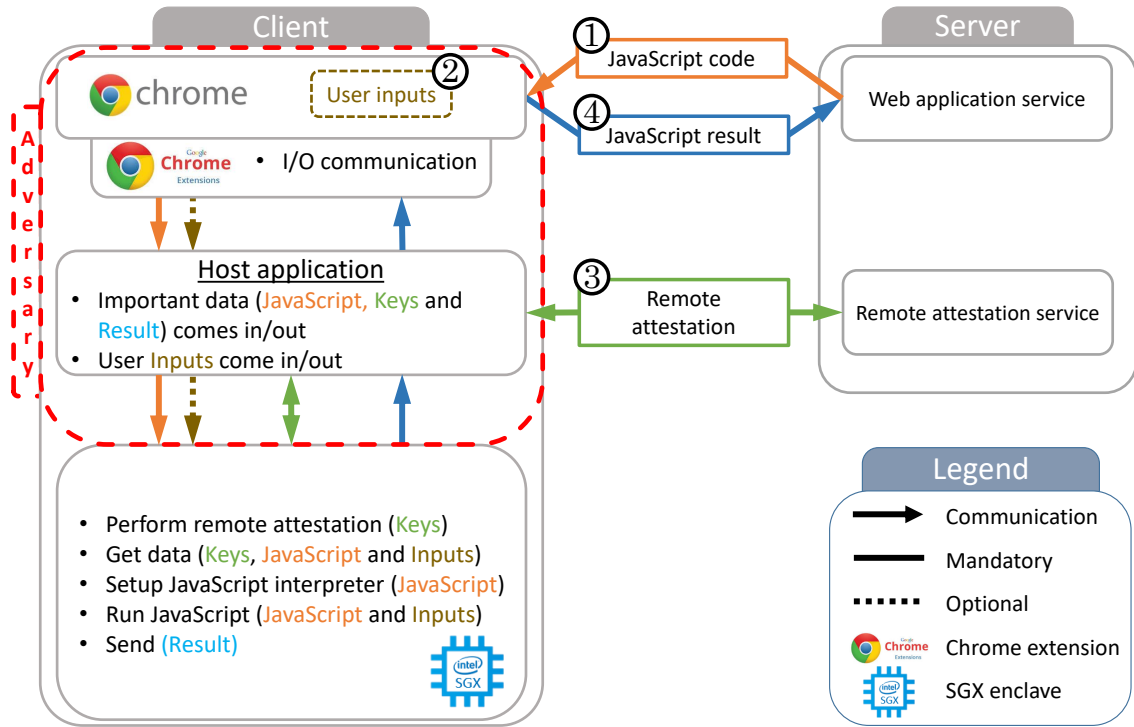 Client
Server
①
JavaScript code
②
chrome
User inputs
Web application service
④
JavaScript result
Google
Chrome
Extensions
• I/O communication
Adversary
Host application
• Important data (JavaScript, Keys and
Result) comes in/out
• User Inputs come in/out
③
Remote
attestation
Remote attestation service
• Perform remote attestation (Keys)
• Get data (Keys, JavaScript and Inputs)
• Setup JavaScript interpreter (JavaScript)
• Run JavaScript (JavaScript and Inputs)
• Send (Result)
intel
SGX
Legend
Communication
Mandatory
Optional
Google
Chrome
Extensions
Chrome extension
intel
SGX
SGX enclave